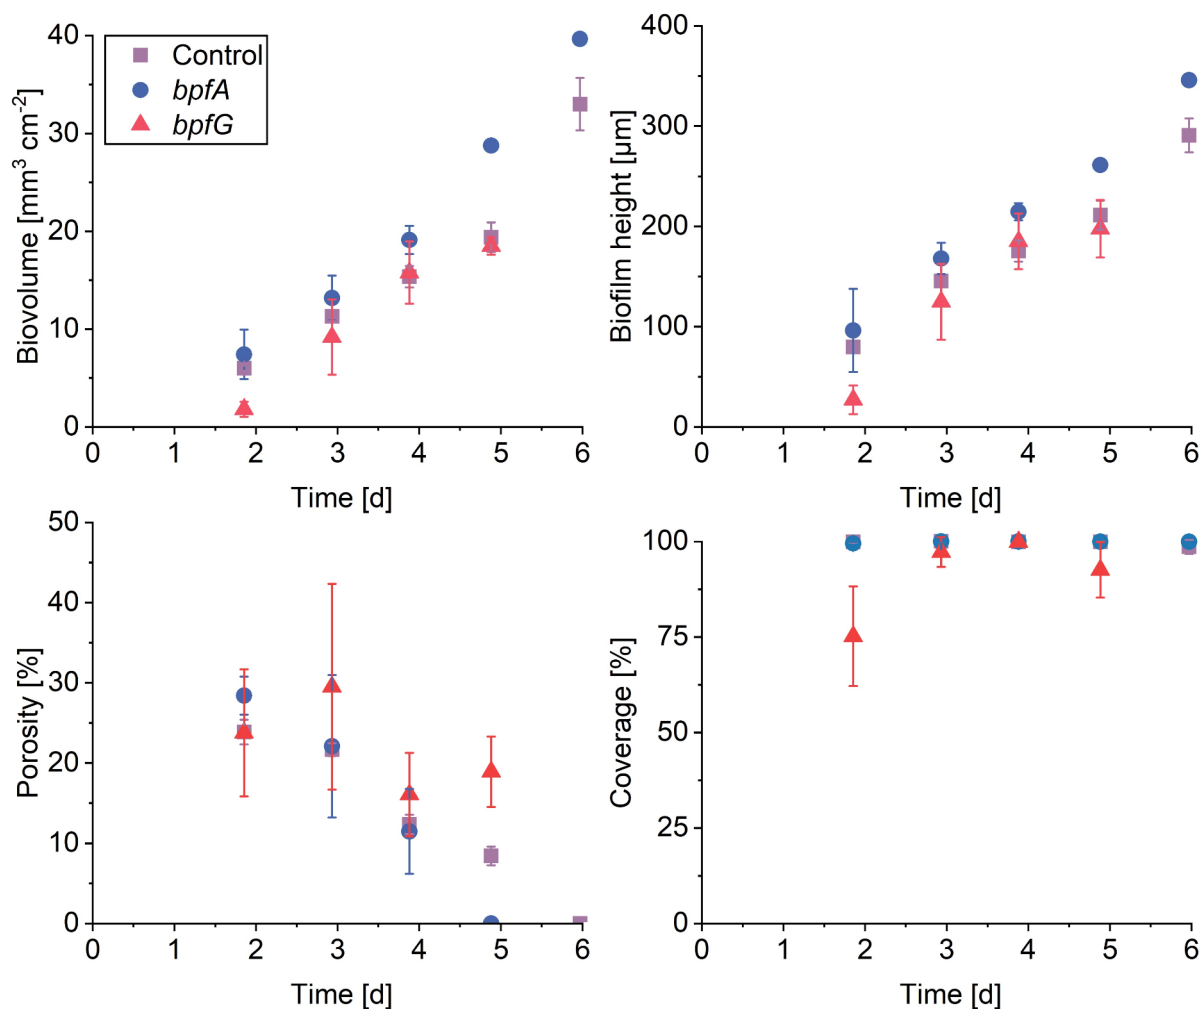 Biovolume [mm³ cm⁻²]
40
30
20
10
0
Control
bpfA
bpfG
0 1 2 3 4 5 6
Time [d]
Biofilm height [µm]
400
300
200
100
0
0 1 2 3 4 5 6
Time [d]
Porosity [%]
50
40
30
20
10
0
0 1 2 3 4 5 6
Time [d]
Coverage [%]
100
75
50
25
0
0 1 2 3 4 5 6
Time [d]